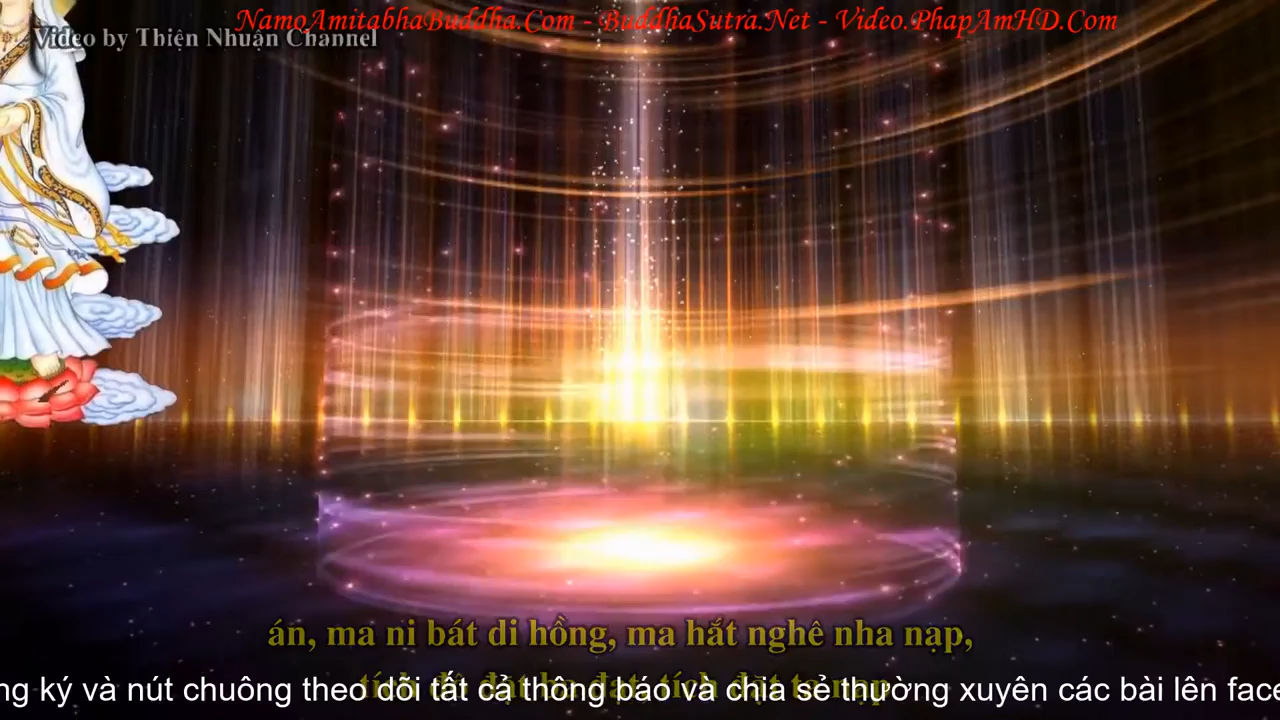 NamoAmitabhaBuddha.Com - BuddhaSutra.Net - Video.PhapAmHD.Com
Video by Thiện Nhuận Channel
án, ma ni bát di hồng, ma hắt nghê nha nạp,
ng ký và nút chuông theo dõi tất cả thông báo và chia sẻ thường xuyên các bài lên face